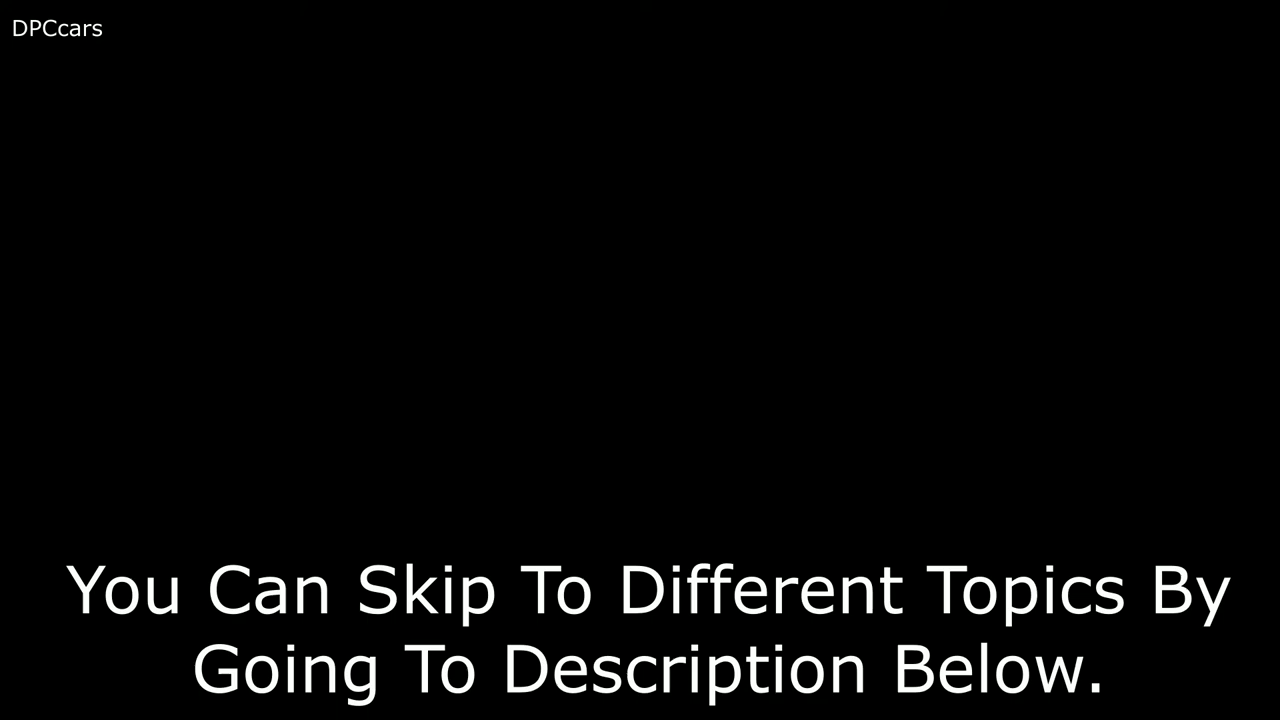 DPCcars
You Can Skip To Different Topics By
Going To Description Below.